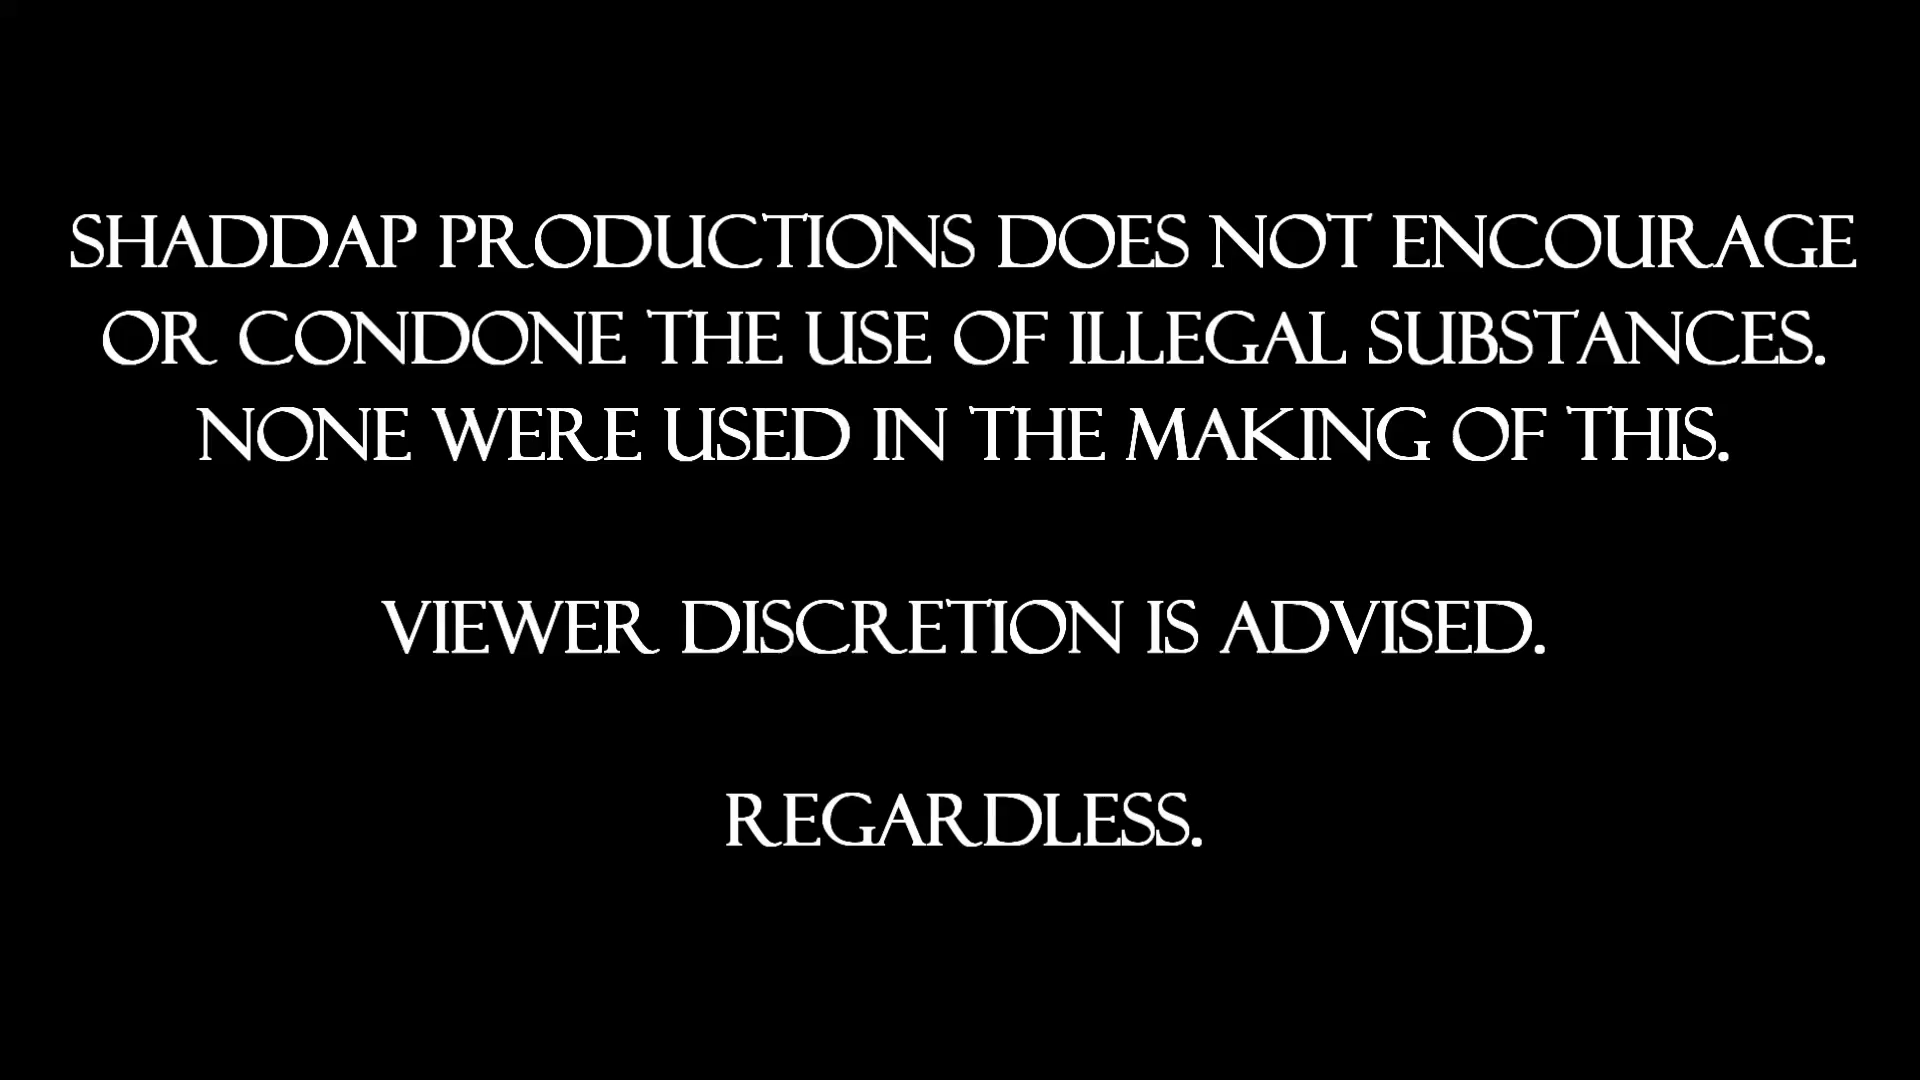 SHADDAP PRODUCTIONS DOES NOT ENCOURAGE
OR CONDONE THE USE OF ILLEGAL SUBSTANCES.
NONE WERE USED IN THE MAKING OF THIS.
VIEWER DISCRETION IS ADVISED.
REGARDLESS.